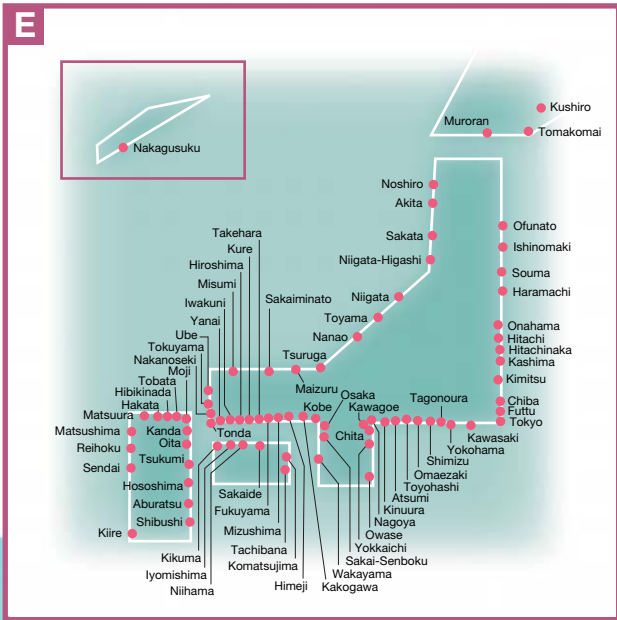 E
Nakagusuku
Kushiro
Muroran
Tomakomai
Noshiro
Akita
Sakata
Niigata-Higashi
Niigata
Toyama
Nanao
Tsuruga
Maizuru
Sakaiminato
Ofunato
Ishinomaki
Souma
Haramachi
Onahama
Hitachi
Hitachinaka
Kashima
Kimitsu
Chiba
Futtu
Tokyo
Takehara
Kure
Hiroshima
Misumi
Iwakuni
Yanai
Ube
Tokuyama
Nakanoseki
Moji
Tobata
Hibikinada
Hakata
Matsuura
Matsushima
Reihoku
Sendai
Kiire
Kanda
Oita
Tsukumi
Hososhima
Aburatsu
Shibushi
Tonda
Kobe
Osaka
Kawagoe
Chita
Tagonoura
Kawasaki
Yokohama
Shimizu
Omaezaki
Toyohashi
Atsumi
Kinuura
Nagoya
Owase
Yokkaichi
Sakai-Senboku
Wakayama
Kakogawa
Himeji
Komatsujima
Tachibana
Mizushima
Fukuyama
Sakaide
Kikuma
Iyomishima
Niihama